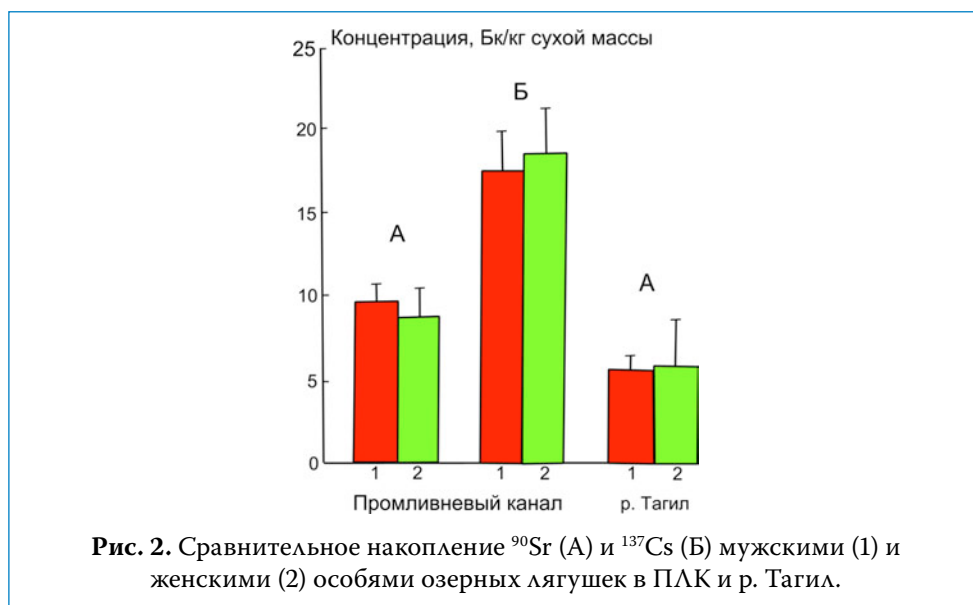 Концентрация, Бк/кг сухой массы
25
20
15
10
5
0
А
Б
А
1 2 1 2 1 2
Промливневый канал р. Тагил
Рис. 2. Сравнительное накопление ⁹⁰Sr (А) и ¹³⁷Cs (Б) мужскими (1) и
женскими (2) особями озерных лягушек в ПЛК и р. Тагил.